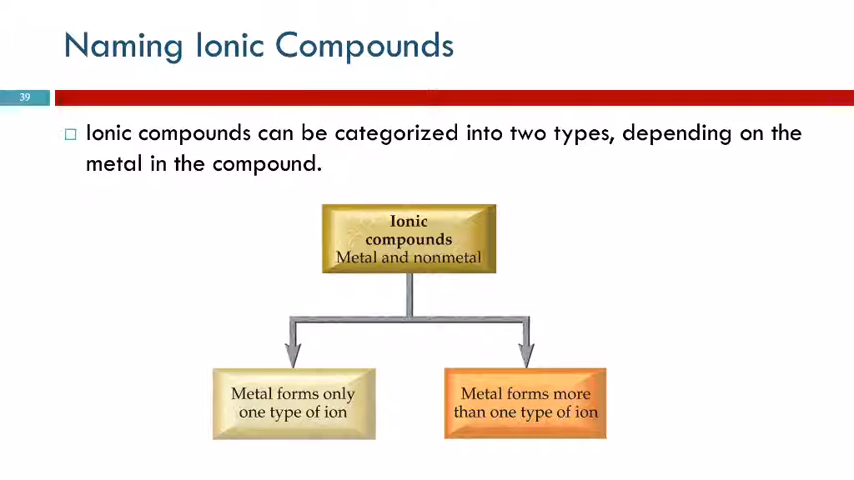 Naming Ionic Compounds
39
Ionic compounds can be categorized into two types, depending on the
metal in the compound.
Ionic
compounds
Metal and nonmetal
Metal forms only
one type of ion
Metal forms more
than one type of ion